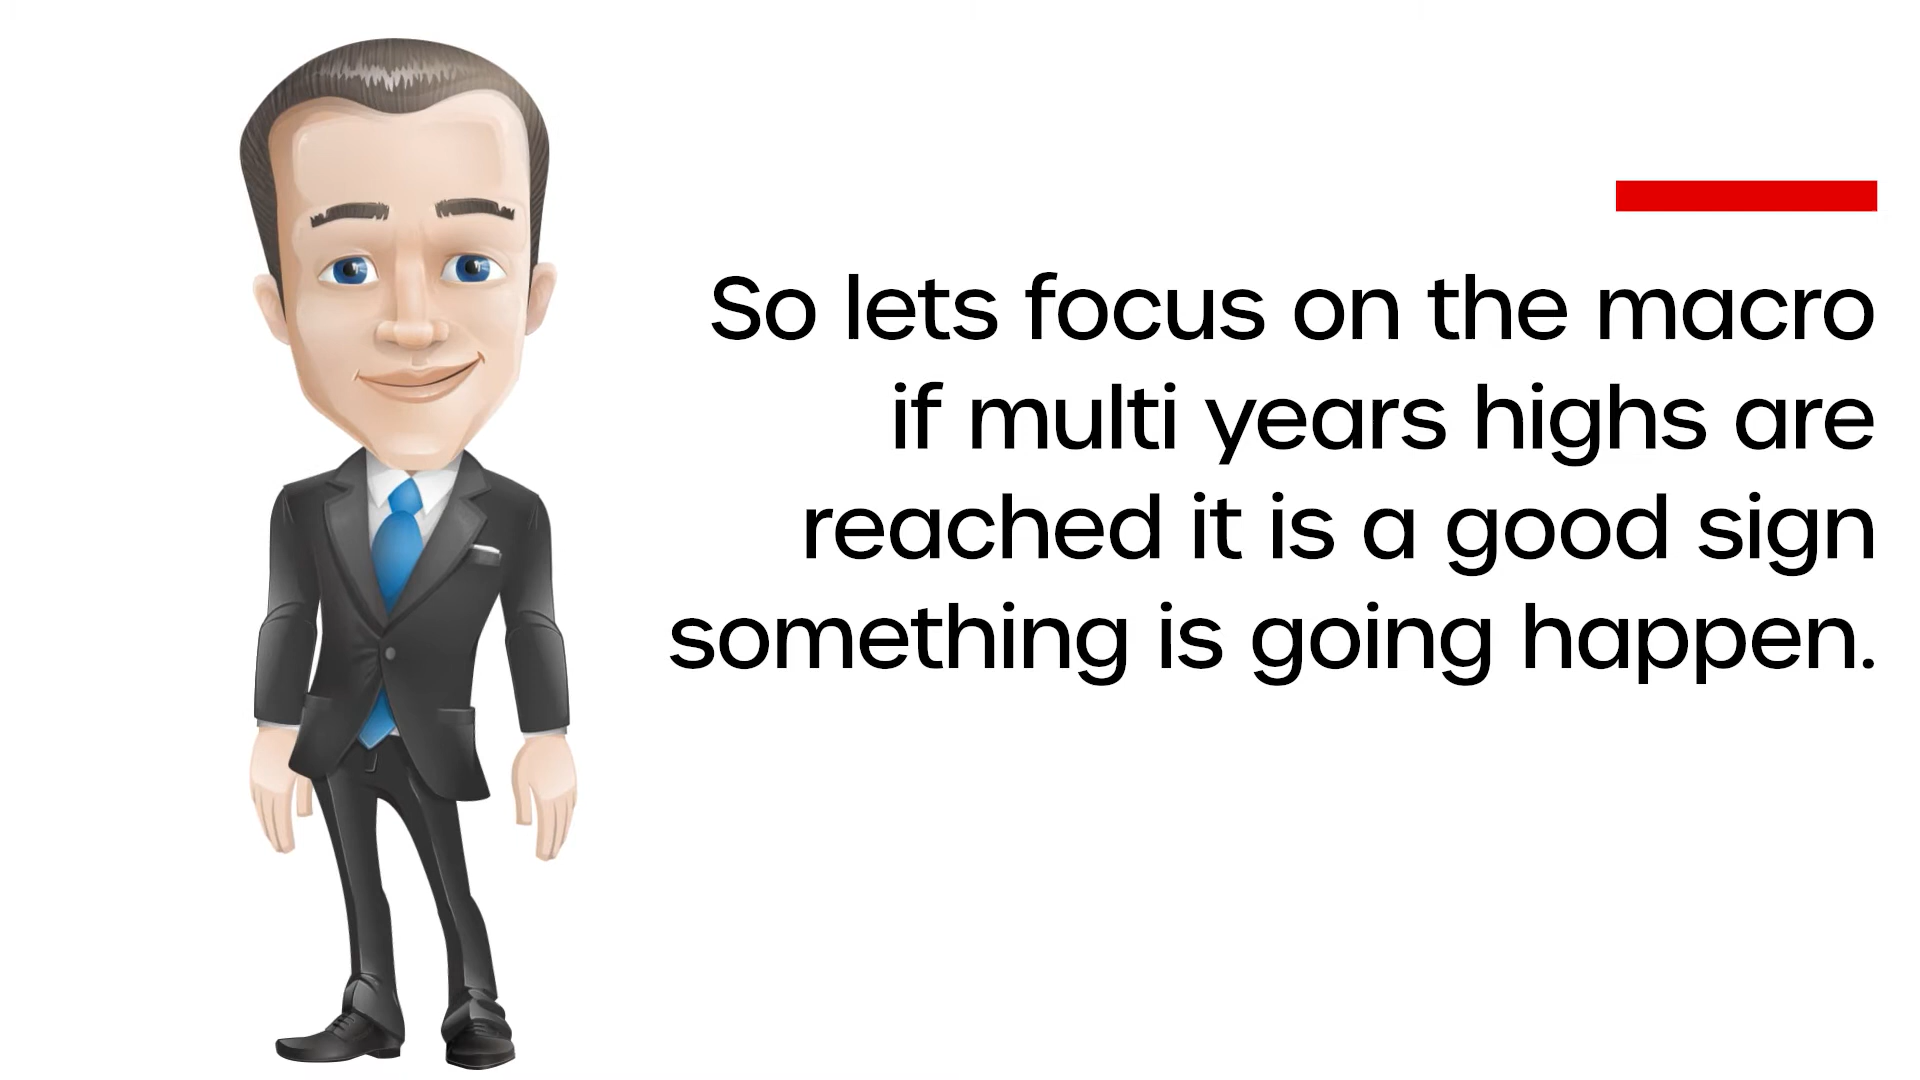 So lets focus on the macro
if multi years highs are
reached it is a good sign
something is going happen.